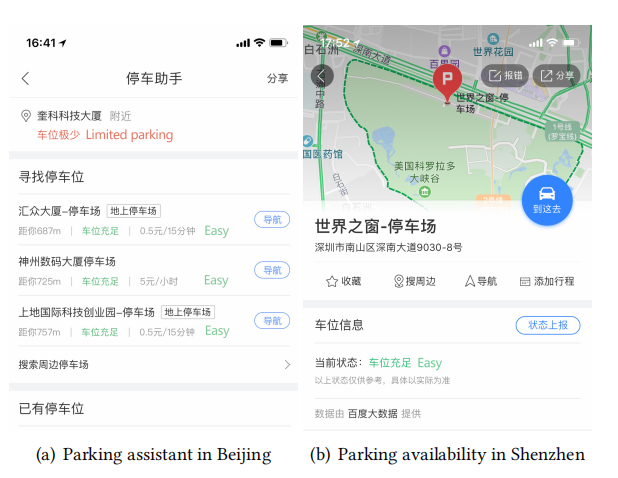 16:41
停车助手
分享
奎科科技大厦 附近
车位极少 Limited parking
寻找停车位
汇众大厦-停车场 地上停车场
距你687m | 车位充足 | 0.5元/15分钟 Easy
导航
神州数码大厦停车场
距你725m | 车位充足 | 5元/小时 Easy
导航
上地国际科技创业园-停车场 地上停车场
距你757m | 车位充足 | 0.5元/15分钟 Easy
导航
搜索周边停车场
已有停车位
(a) Parking assistant in Beijing
17:52
白石洲
深南大道
世界花园
报错
分享
P
世界之窗-停
车场
1号线
(罗宝线)
国医药馆
美国科罗拉多
大峡谷
到这去
世界之窗-停车场
深圳市南山区深南大道9030-8号
收藏
搜周边
导航
添加行程
车位信息
状态上报
当前状态：车位充足 Easy
以上状态仅供参考，具体以实际为准
数据由 百度大数据 提供
(b) Parking availability in Shenzhen